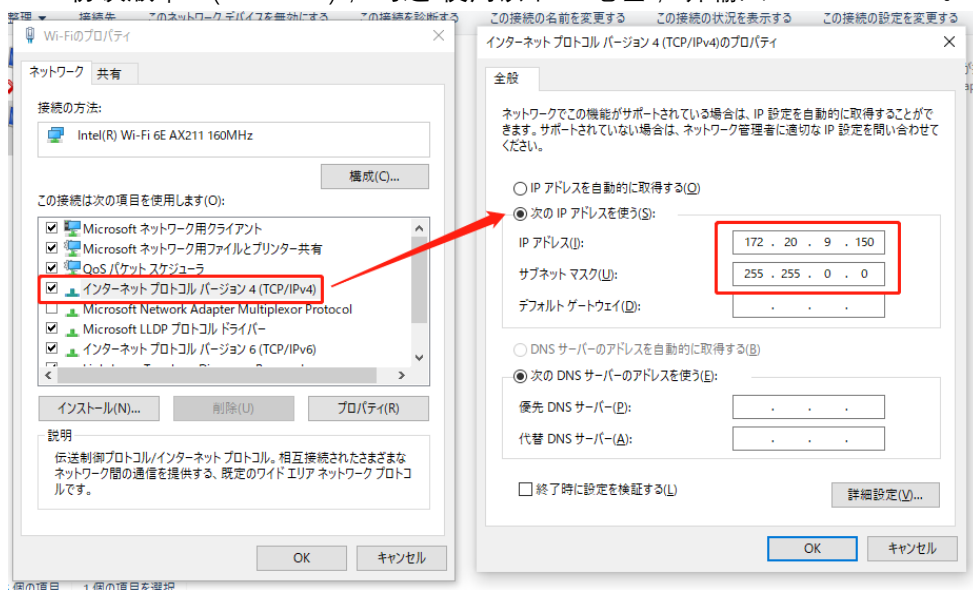 整理 ▼ 接続先 このネットワーク デバイスを無効にする この接続を診断する この接続の名前を変更する この接続の状況を表示する この接続の設定を変更する
Wi-Fiのプロパティ
ネットワーク 共有
接続の方法:
Intel(R) Wi-Fi 6E AX211 160MHz
構成(C)...
この接続は次の項目を使用します(O):
Microsoft ネットワーク用クライアント
Microsoft ネットワーク用ファイルとプリンター共有
QoS パケット スケジューラ
インターネット プロトコル バージョン 4 (TCP/IPv4)
Microsoft Network Adapter Multiplexor Protocol
Microsoft LLDP プロトコル ドライバー
インターネット プロトコル バージョン 6 (TCP/IPv6)
インストール(N)... 削除(U) プロパティ(R)
説明
伝送制御プロトコル/インターネット プロトコル。相互接続されたさまざまな
ネットワーク間の通信を提供する、既定のワイド エリア ネットワーク プロトコ
ルです。
OK キャンセル
インターネット プロトコル バージョン 4 (TCP/IPv4)のプロパティ
全般
ネットワークでこの機能がサポートされている場合は、IP 設定を自動的に取得することがで
きます。サポートされていない場合は、ネットワーク管理者に適切な IP 設定を問い合わせて
ください。
IP アドレスを自動的に取得する(O)
次の IP アドレスを使う(S):
IP アドレス(I): 172 . 20 . 9 . 150
サブネット マスク(U): 255 . 255 . 0 . 0
デフォルト ゲートウェイ(D): . . .
DNS サーバーのアドレスを自動的に取得する(B)
次の DNS サーバーのアドレスを使う(E):
優先 DNS サーバー(P): . . .
代替 DNS サーバー(A): . . .
終了時に設定を検証する(L)
詳細設定(V)...
OK キャンセル
個の項目 1 個の項目を選択